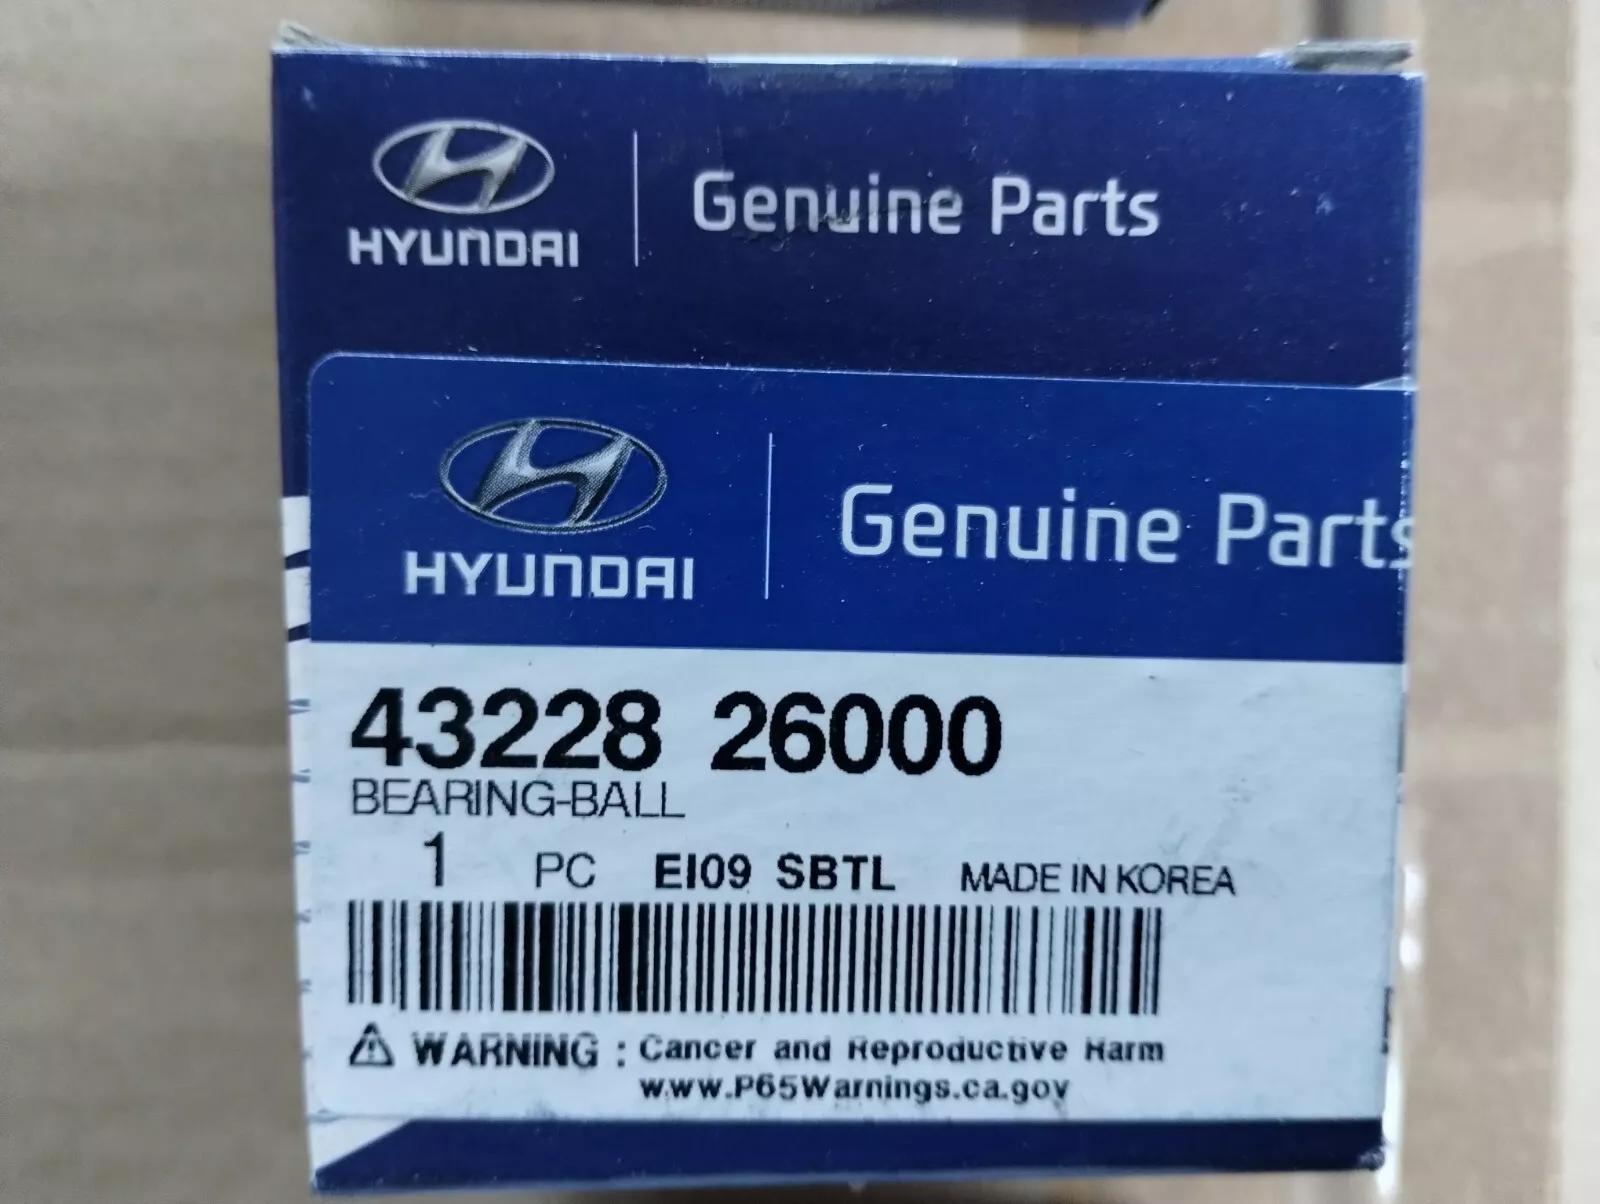 HYUNDAI
Genuine Parts
HYUNDAI
Genuine Parts
43228 26000
BEARING-BALL
1 PC EI09 SBTL MADE IN KOREA
WARNING : Cancer and Reproductive Harm
www.P65Warnings.ca.gov